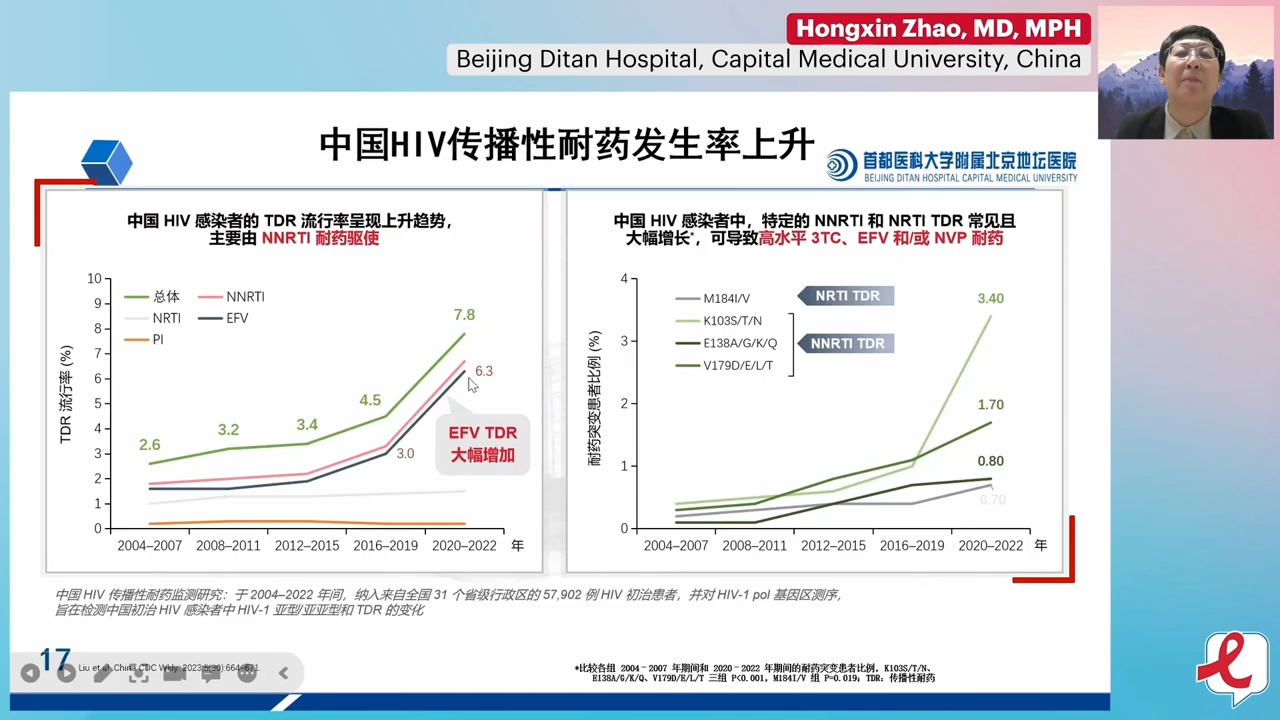 Hongxin Zhao, MD, MPH
Beijing Ditan Hospital, Capital Medical University, China
中国HIV传播性耐药发生率上升
首都医科大学附属北京地坛医院
BEIJING DITAN HOSPITAL CAPITAL MEDICAL UNIVERSITY
中国 HIV 感染者的 TDR 流行率呈现上升趋势，
主要由 NNRTI 耐药驱使
10
9
8
7
6
5
4
3
2
1
0
TDR 流行率 (%)
总体
NNRTI
NRTI
EFV
PI
2.6
3.2
3.4
4.5
7.8
6.3
3.0
EFV TDR
大幅增加
2004–2007
2008–2011
2012–2015
2016–2019
2020–2022
年
中国 HIV 感染者中，特定的 NNRTI 和 NRTI TDR 常见且
大幅增长*，可导致高水平 3TC、EFV 和/或 NVP 耐药
4
3
2
1
0
耐药突变患者比例 (%)
M184I/V
K103S/T/N
E138A/G/K/Q
V179D/E/L/T
NRTI TDR
NNRTI TDR
3.40
1.70
0.80
0.70
2004–2007
2008–2011
2012–2015
2016–2019
2020–2022
年
中国 HIV 传播性耐药监测研究：于 2004–2022 年间，纳入来自全国 31 个省级行政区的 57,902 例 HIV 初治患者，并对 HIV-1 pol 基因区测序，
旨在检测中国初治 HIV 感染者中 HIV-1 亚型/亚亚型和 TDR 的变化
17
Liu et al. China CDC Wkly. 2023;5(30):664–671.
*比较各组 2004–2007 年期间和 2020–2022 年期间的耐药突变患者比例，K103S/T/N、
E138A/G/K/Q、V179D/E/L/T 三组 P<0.001，M184I/V 组 P=0.019；TDR：传播性耐药